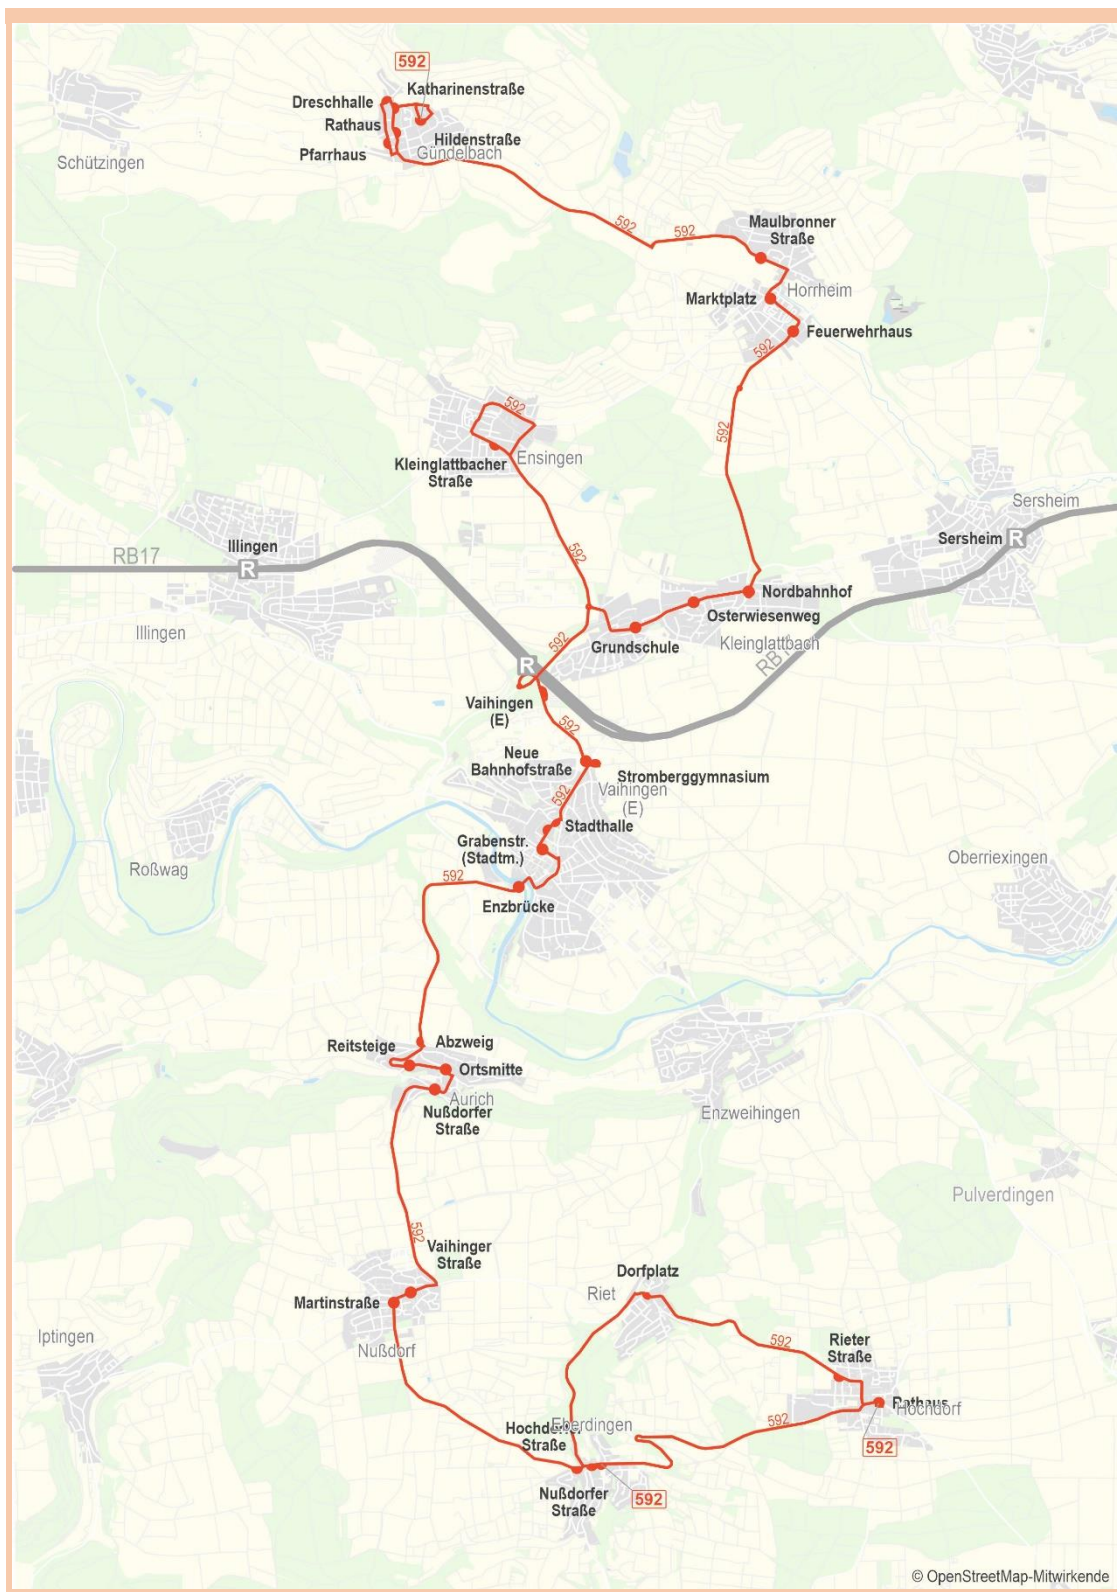 592
Katharinenstraße
Dreschhalle
Rathaus
Hildenstraße
Pfarrhaus
Gündelbach
Schützingen
592
592
Maulbronner
Straße
Horrheim
Marktplatz
Feuerwehrhaus
592
592
592
Ensingen
Kleinglattbacher
Straße
Sersheim
Sersheim
R
Illingen
R
RB17
592
Nordbahnhof
Osterwiesenweg
Illingen
592
Grundschule
Kleinglattbach
R
Vaihingen
(E)
592
Neue
Bahnhofstraße
Stromberggymnasium
Vaihingen
(E)
592
Stadthalle
Grabenstr.
(Stadtm.)
Roßwag
Oberriexingen
592
Enzbrücke
Reitsteige
Abzweig
Ortsmitte
Aurich
Nußdorfer
Straße
Enzweihingen
Pulverdingen
592
Vaihinger
Straße
Dorfplatz
Riet
Martinstraße
Iptingen
Nußdorf
592
Rieter
Straße
Rathaus
Hochdorf
592
Eberdingen
Hochdorfer
Straße
592
Nußdorfer
Straße
592
© OpenStreetMap-Mitwirkende